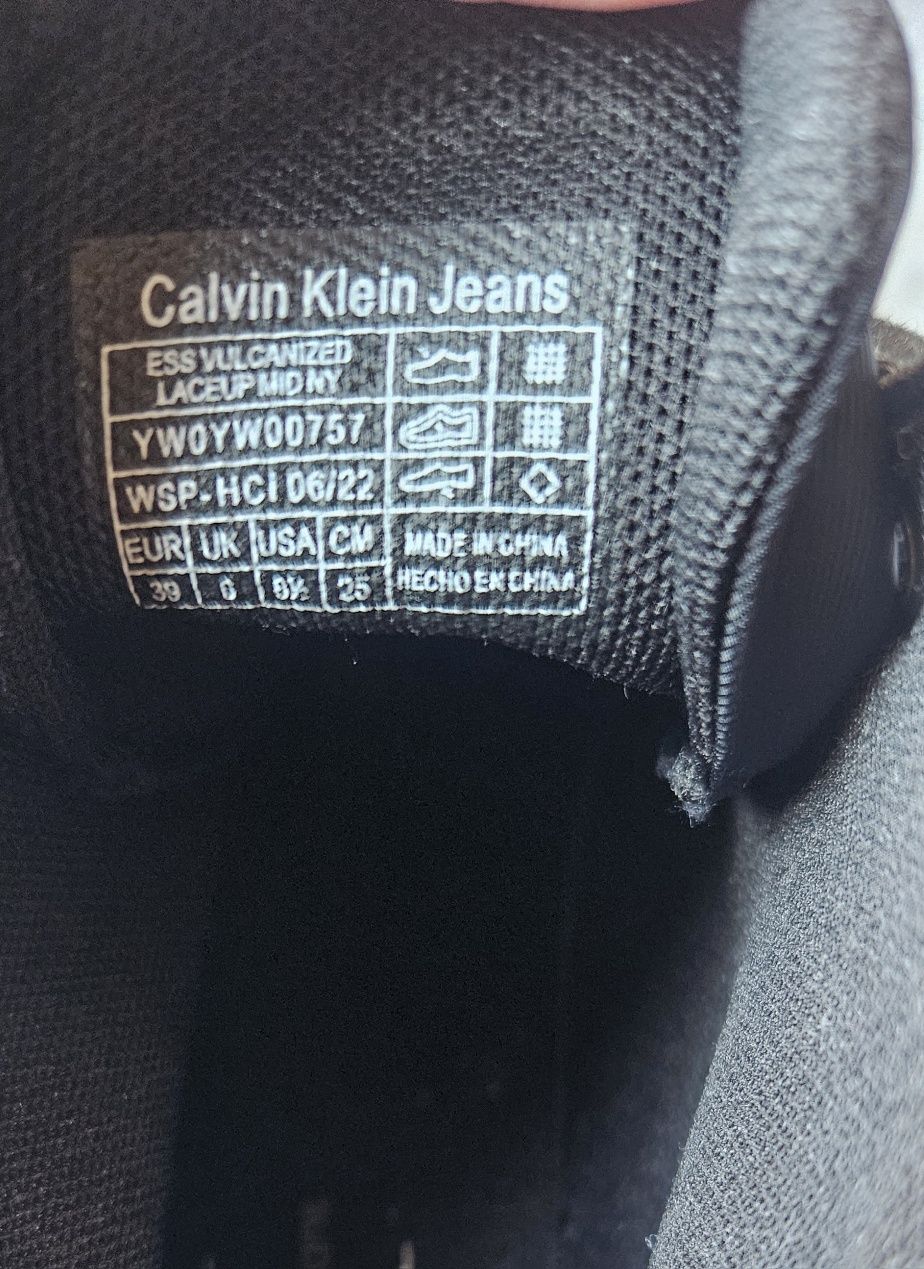 Calvin Klein Jeans
ESS VULCANIZED
LACEUP MID NY
YW0YW00757
WSP-HCI 06/22
EUR UK USA CM
39 6 8½ 25
MADE IN CHINA
HECHO EN CHINA